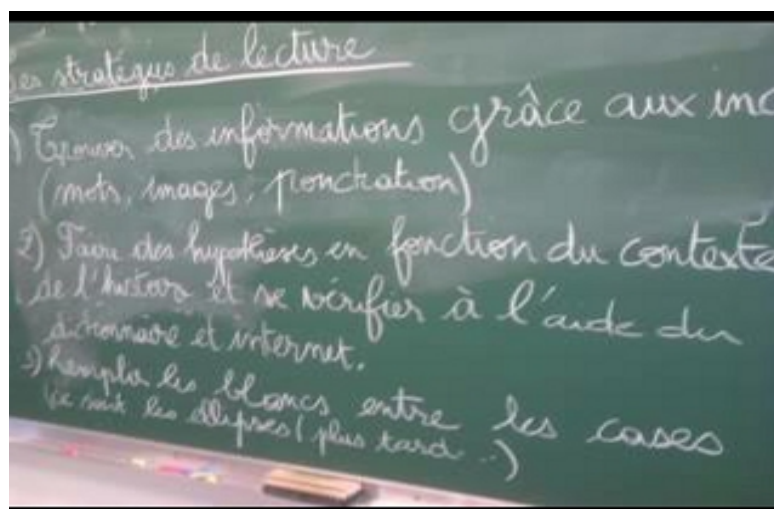 des stratégies de lecture
1) Trouver des informations grâce aux ind
(mots, images, ponctuation)
2) Faire des hypothèses en fonction du contexte
de l'histoire et se vérifier à l'aide du
dictionnaire et internet.
3) Remplir les blancs entre les cases
(ce sont les ellipses (plus tard ...)